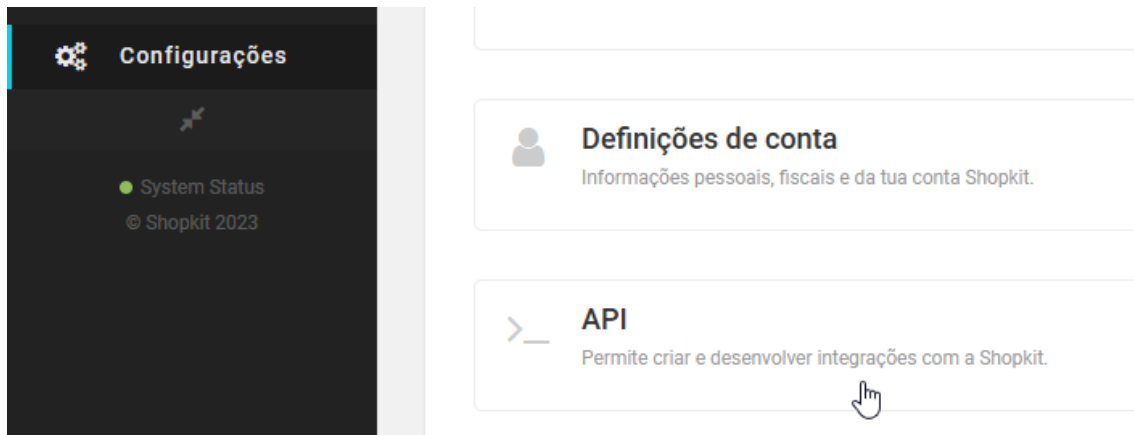 Configurações
System Status
© Shopkit 2023
Definições de conta
Informações pessoais, fiscais e da tua conta Shopkit.
API
Permite criar e desenvolver integrações com a Shopkit.